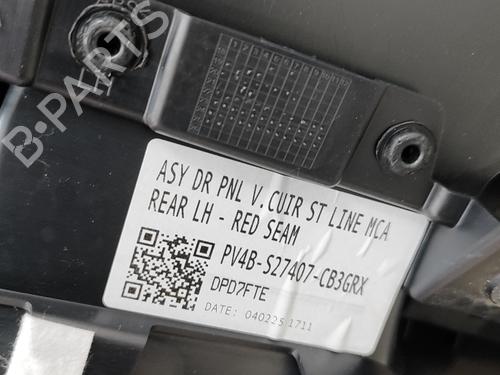 B-PARTS
ASY DR PNL V.CUIR ST LINE MCA
REAR LH - RED SEAM
PV4B-S27407-CB3GRX
DPD7FTE
DATE: 040225 1711